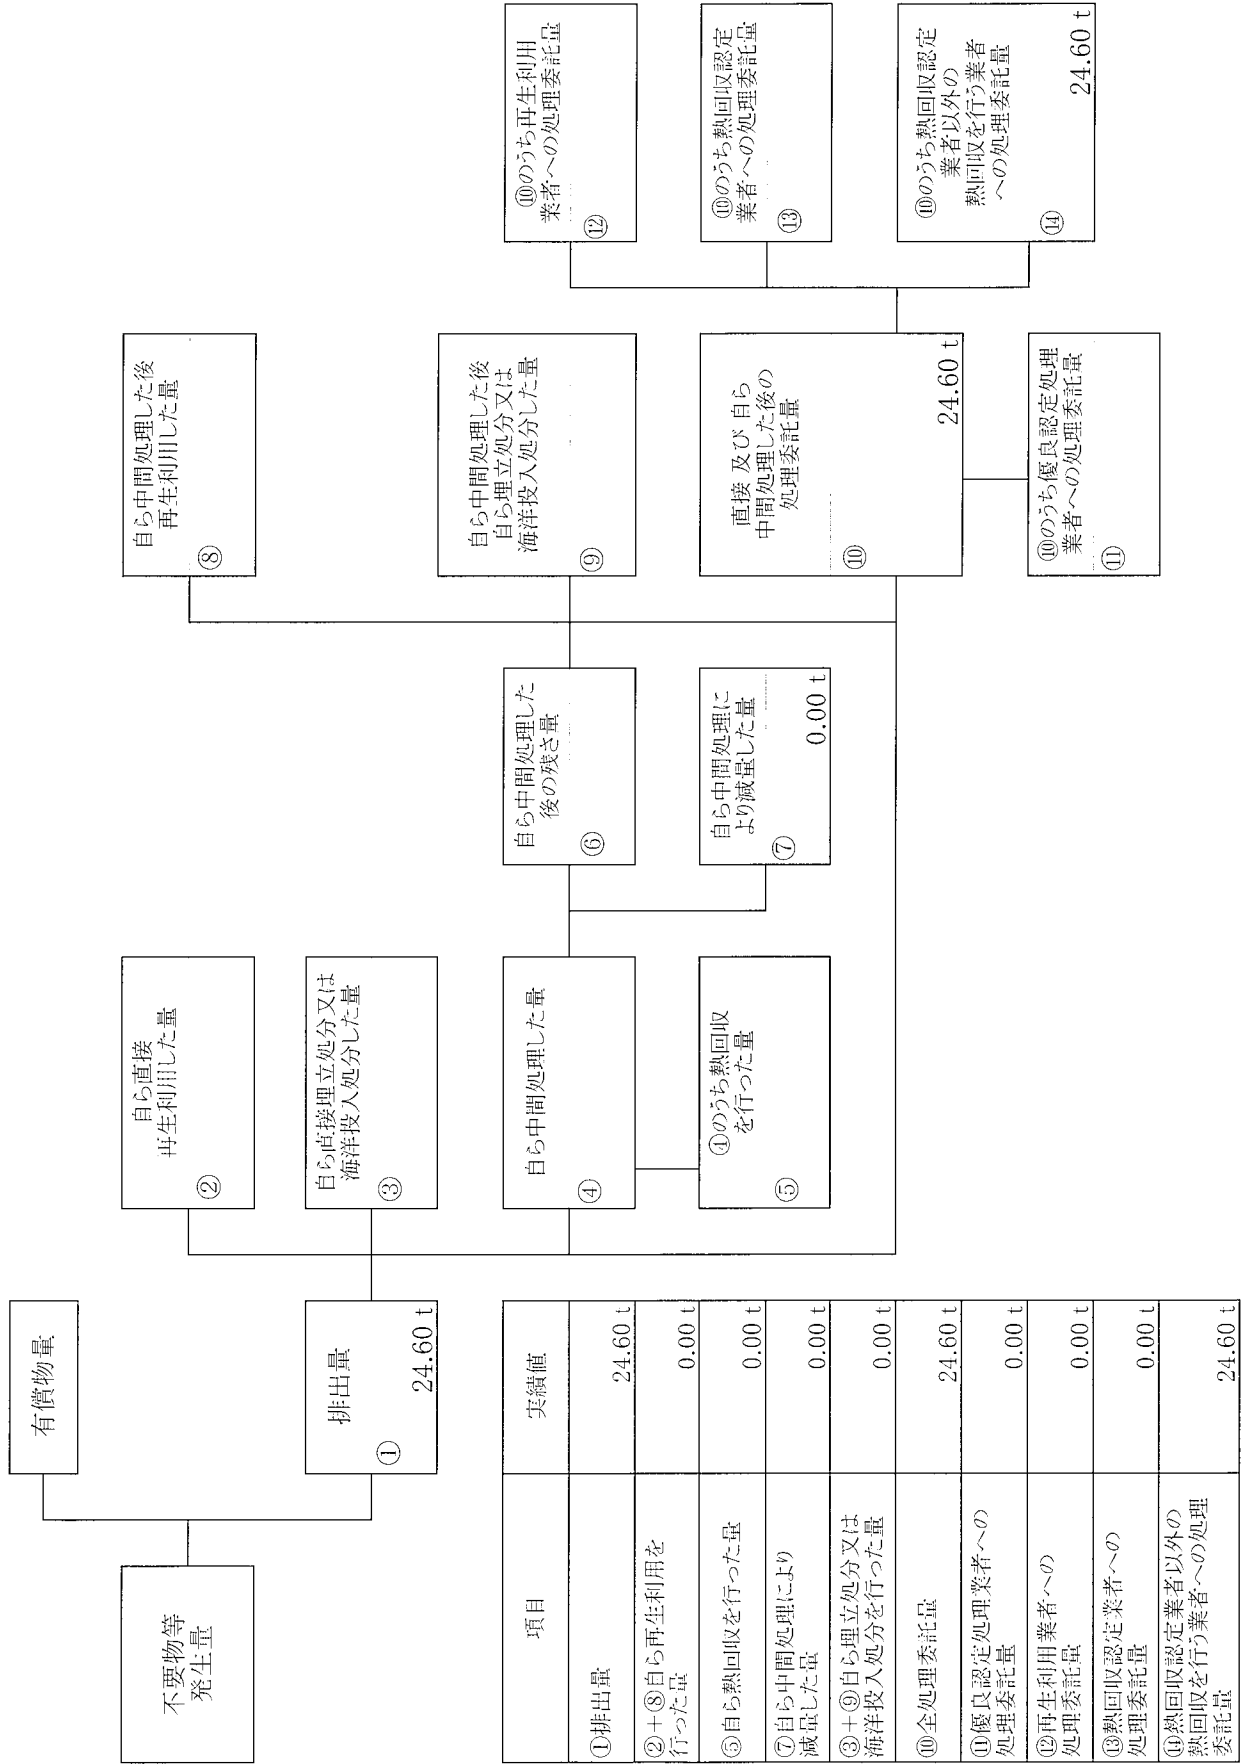 不要物等
発生量
有償物量
排出量
①
24.60 t
自ら直接
再生利用した量
②
自ら直接埋立処分又は
海洋投入処分した量
③
自ら中間処理した量
④
④のうち熱回収
を行った量
⑤
自ら中間処理した
後の残さ量
⑥
自ら中間処理に
より減量した量
⑦
0.00 t
自ら中間処理した後
再生利用した量
⑧
自ら中間処理した後
自ら埋立処分又は
海洋投入処分した量
⑨
直接 及び 自ら
中間処理した後の
処理委託量
⑩
24.60 t
⑩のうち優良認定処理
業者への処理委託量
⑪
⑩のうち再生利用
業者への処理委託量
⑫
⑩のうち熱回収認定
業者への処理委託量
⑬
⑩のうち熱回収認定
業者以外の
熱回収を行う業者
への処理委託量
⑭
24.60 t
項目 実績値
①排出量 24.60 t
②+⑧自ら再生利用を
行った量 0.00 t
⑤自ら熱回収を行った量 0.00 t
⑦自ら中間処理により
減量した量 0.00 t
③+⑨自ら埋立処分又は
海洋投入処分を行った量 0.00 t
⑩全処理委託量 24.60 t
⑪優良認定処理業者への
処理委託量 0.00 t
⑫再生利用業者への
処理委託量 0.00 t
⑬熱回収認定業者への
処理委託量 0.00 t
⑭熱回収認定業者以外の
熱回収を行う業者への処理
委託量 24.60 t